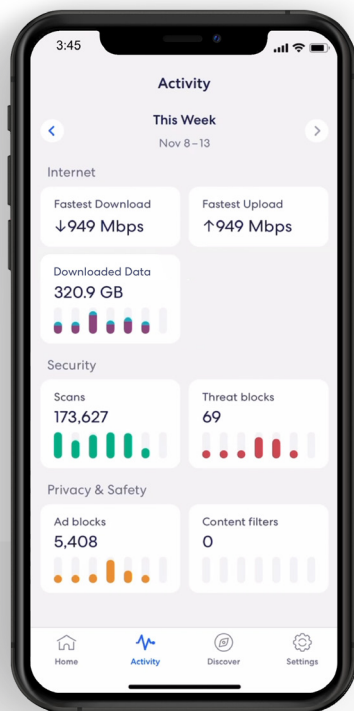 3:45
Activity
This Week
Nov 8–13
Internet
Fastest Download
↓949 Mbps
Fastest Upload
↑949 Mbps
Downloaded Data
320.9 GB
Security
Scans
173,627
Threat blocks
69
Privacy & Safety
Ad blocks
5,408
Content filters
0
Home
Activity
Discover
Settings